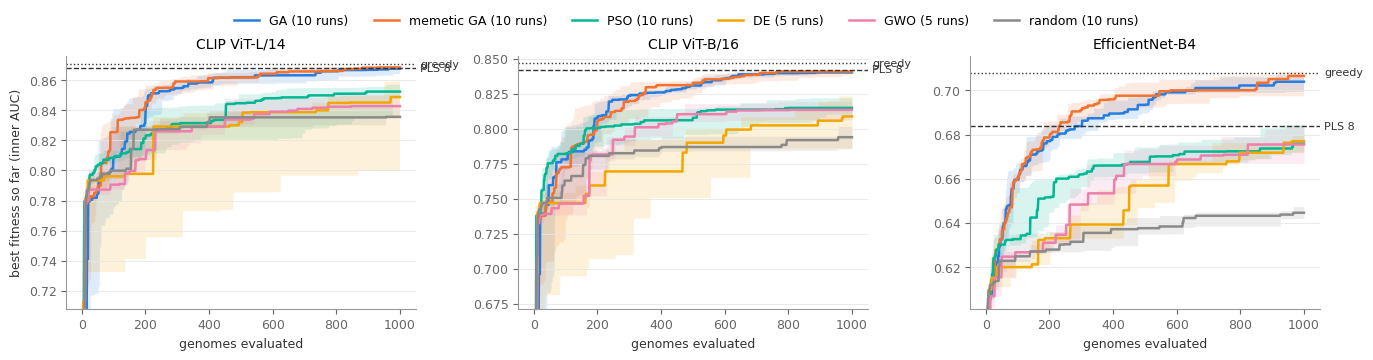 GA (10 runs) memetic GA (10 runs) PSO (10 runs) DE (5 runs) GWO (5 runs) random (10 runs)
CLIP ViT-L/14
best fitness so far (inner AUC)
0.86
0.84
0.82
0.80
0.78
0.76
0.74
0.72
greedy
PLS 8
0 200 400 600 800 1000
genomes evaluated
CLIP ViT-B/16
0.850
0.825
0.800
0.775
0.750
0.725
0.700
0.675
greedy
PLS 8
0 200 400 600 800 1000
genomes evaluated
EfficientNet-B4
0.70
0.68
0.66
0.64
0.62
greedy
PLS 8
0 200 400 600 800 1000
genomes evaluated